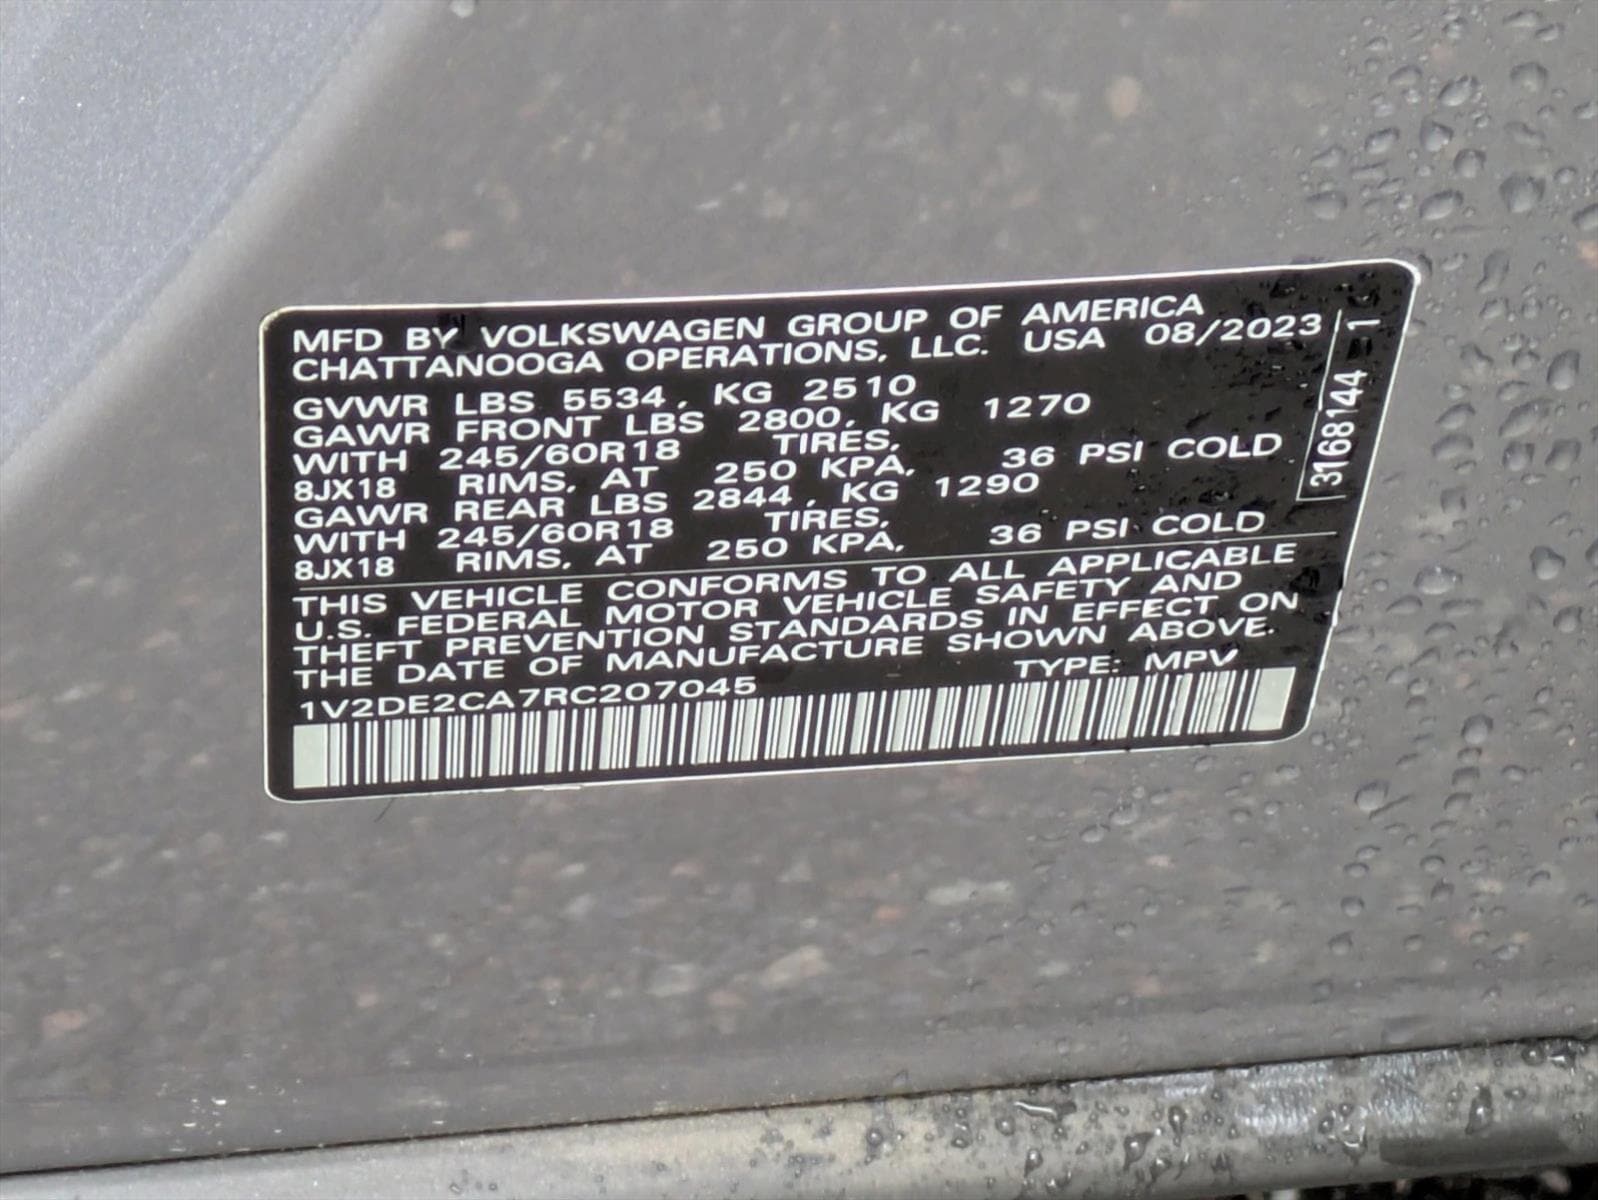 MFD BY VOLKSWAGEN GROUP OF AMERICA
CHATTANOOGA OPERATIONS, LLC. USA 08/2023
GVWR LBS 5534, KG 2510
GAWR FRONT LBS 2800, KG 1270
WITH 245/60R18 TIRES,
8JX18 RIMS, AT 250 KPA, 36 PSI COLD
GAWR REAR LBS 2844, KG 1290
WITH 245/60R18 TIRES,
8JX18 RIMS, AT 250 KPA, 36 PSI COLD
THIS VEHICLE CONFORMS TO ALL APPLICABLE
U.S. FEDERAL MOTOR VEHICLE SAFETY AND
THEFT PREVENTION STANDARDS IN EFFECT ON
THE DATE OF MANUFACTURE SHOWN ABOVE.
1V2DE2CA7RC207045 TYPE: MPV
3168144 1